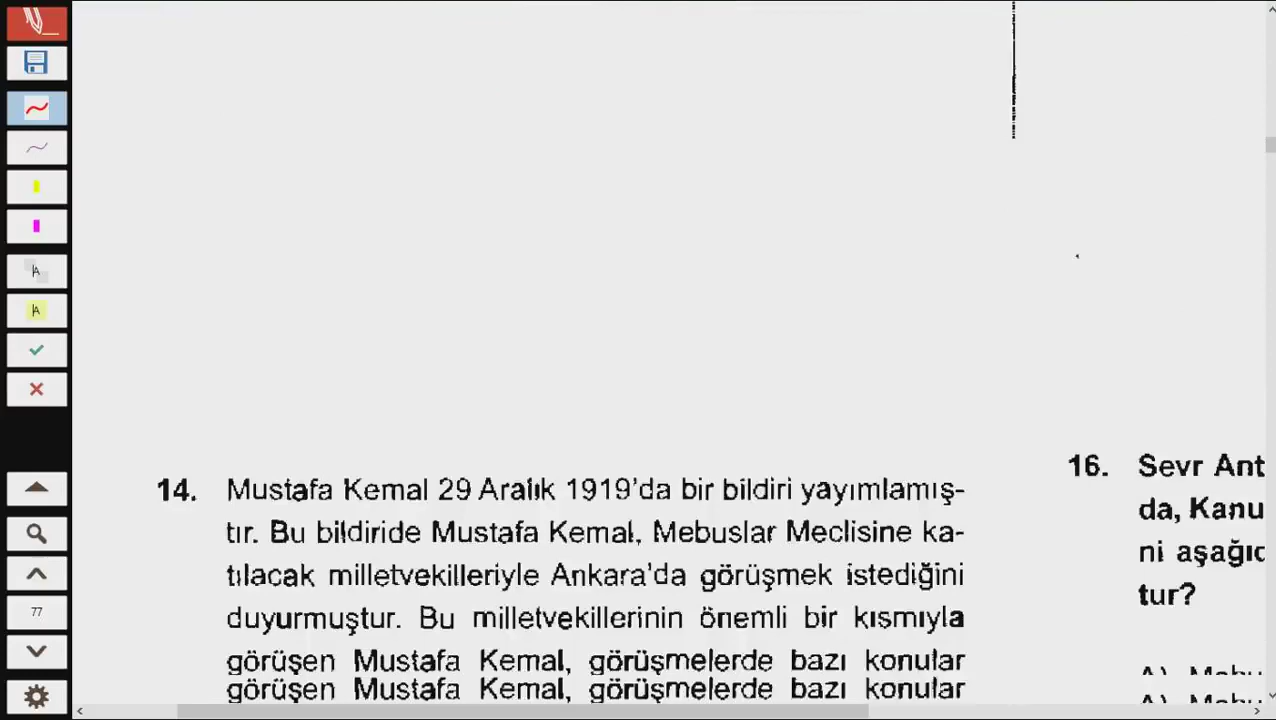 14. Mustafa Kemal 29 Aralık 1919'da bir bildiri yayımlamış-
tır. Bu bildiride Mustafa Kemal, Mebuslar Meclisine ka-
tılacak milletvekilleriyle Ankara'da görüşmek istediğini
duyurmuştur. Bu milletvekillerinin önemli bir kısmıyla
görüşen Mustafa Kemal, görüşmelerde bazı konular
görüşen Mustafa Kemal, görüşmelerde bazı konular
16. Sevr Ant
da, Kanu
ni aşağıd
tur?
77